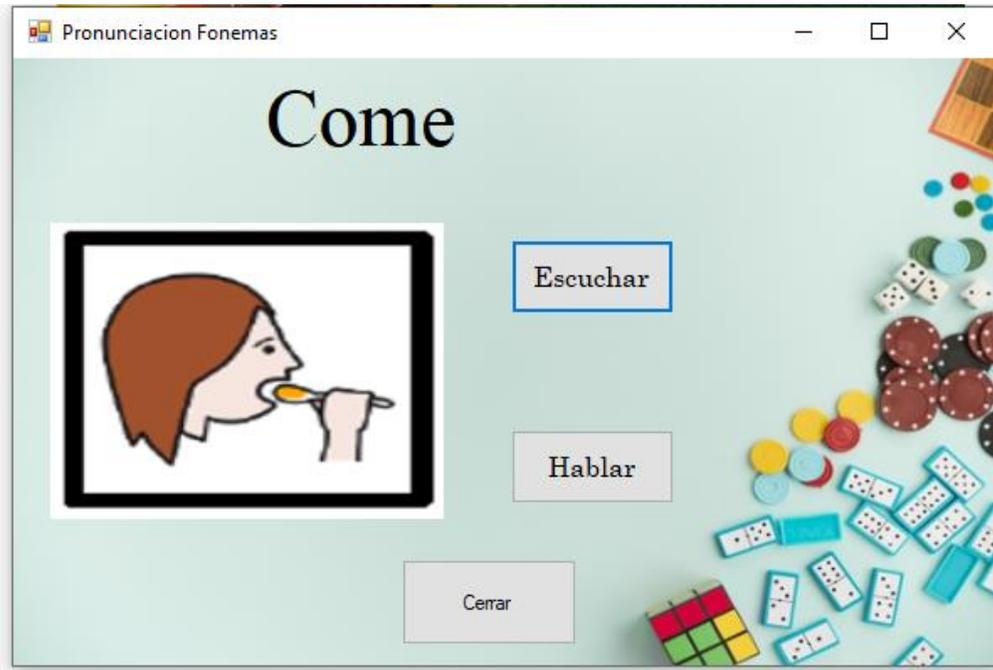 Pronunciacion Fonemas
Come
Escuchar
Hablar
Cerrar